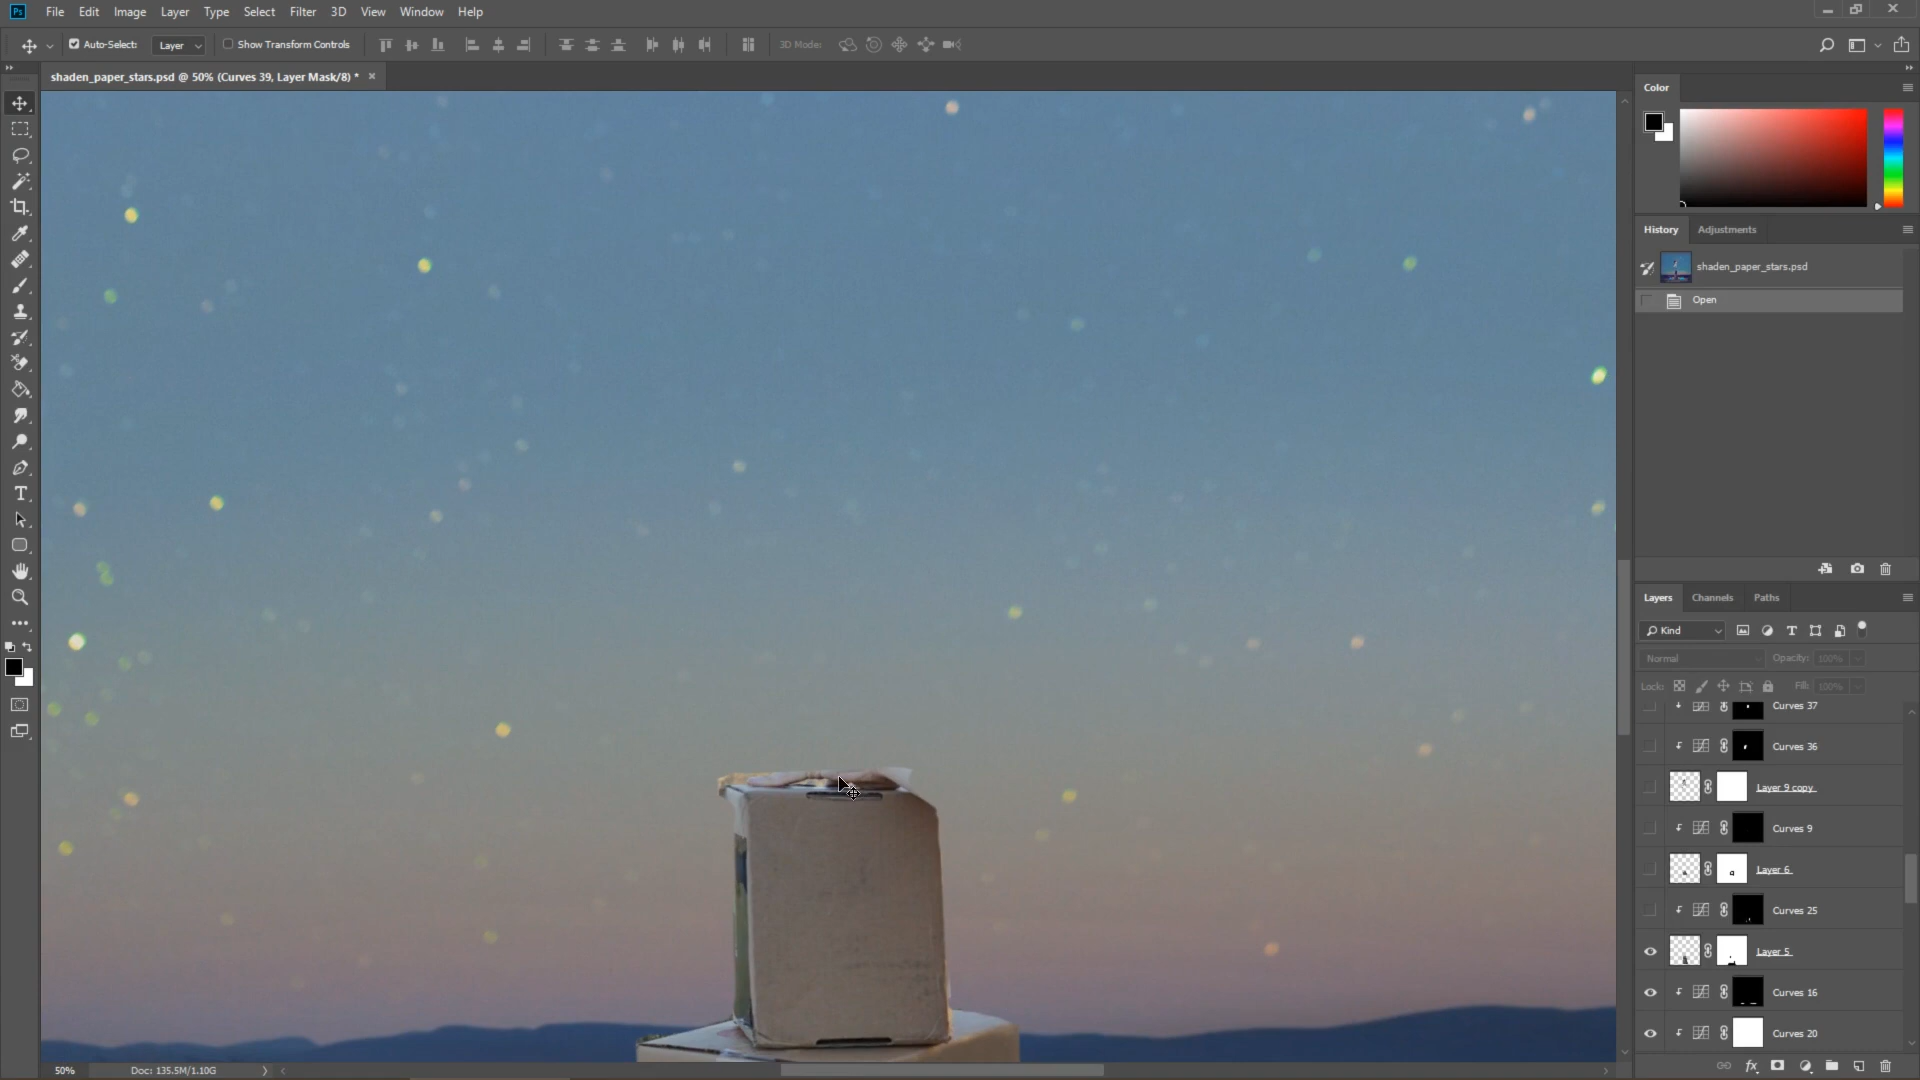 Ps File Edit Image Layer Type Select Filter 3D View Window Help
Auto-Select: Layer Show Transform Controls 3D Mode:
shaden_paper_stars.psd @ 50% (Curves 39, Layer Mask/8) *
Color
History Adjustments
shaden_paper_stars.psd
Open
Layers Channels Paths
Kind
Normal Opacity: 100%
Lock: Fill: 100%
Curves 37
Curves 36
Layer 9 copy
Curves 9
Layer 6
Curves 25
Layer 5
Curves 16
Curves 20
50% Doc: 135.5M/1.10G